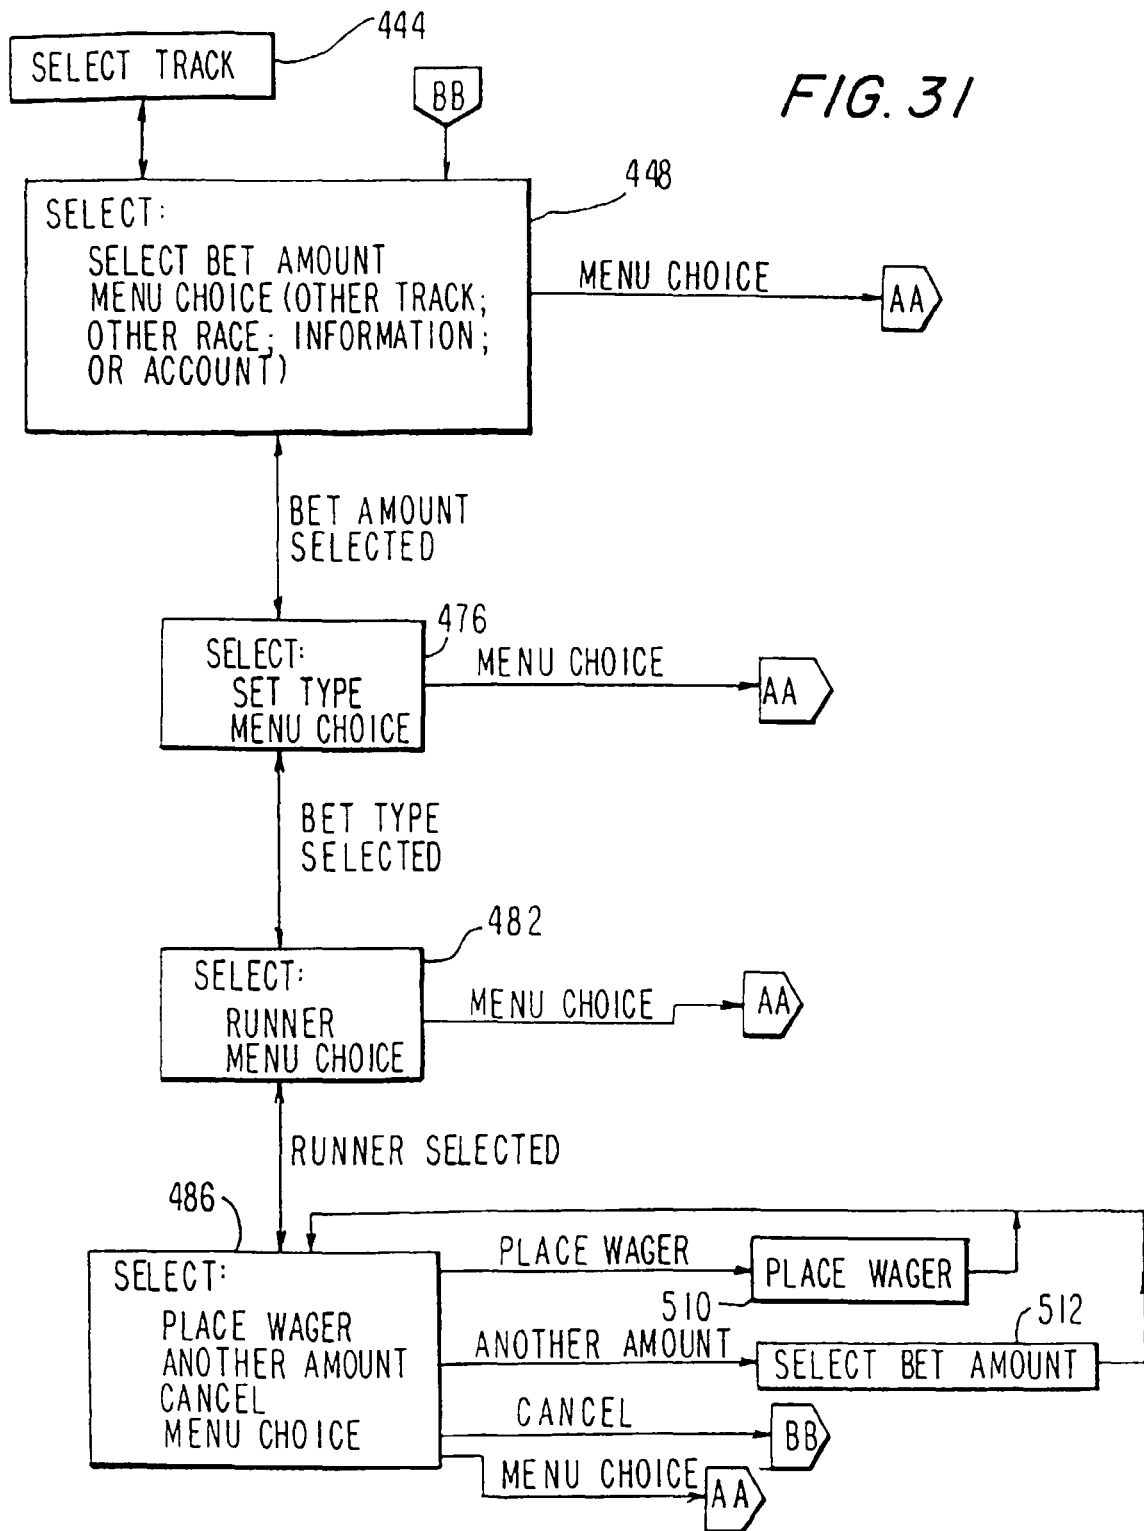 444
SELECT TRACK
BB
FIG. 31
448
SELECT:
SELECT BET AMOUNT
MENU CHOICE (OTHER TRACK;
OTHER RACE; INFORMATION;
OR ACCOUNT)
MENU CHOICE
AA
BET AMOUNT
SELECTED
476
SELECT:
SET TYPE
MENU CHOICE
MENU CHOICE
AA
BET TYPE
SELECTED
482
SELECT:
RUNNER
MENU CHOICE
MENU CHOICE
AA
RUNNER SELECTED
486
SELECT:
PLACE WAGER
ANOTHER AMOUNT
CANCEL
MENU CHOICE
PLACE WAGER
PLACE WAGER
510
512
ANOTHER AMOUNT
SELECT BET AMOUNT
CANCEL
BB
MENU CHOICE
AA